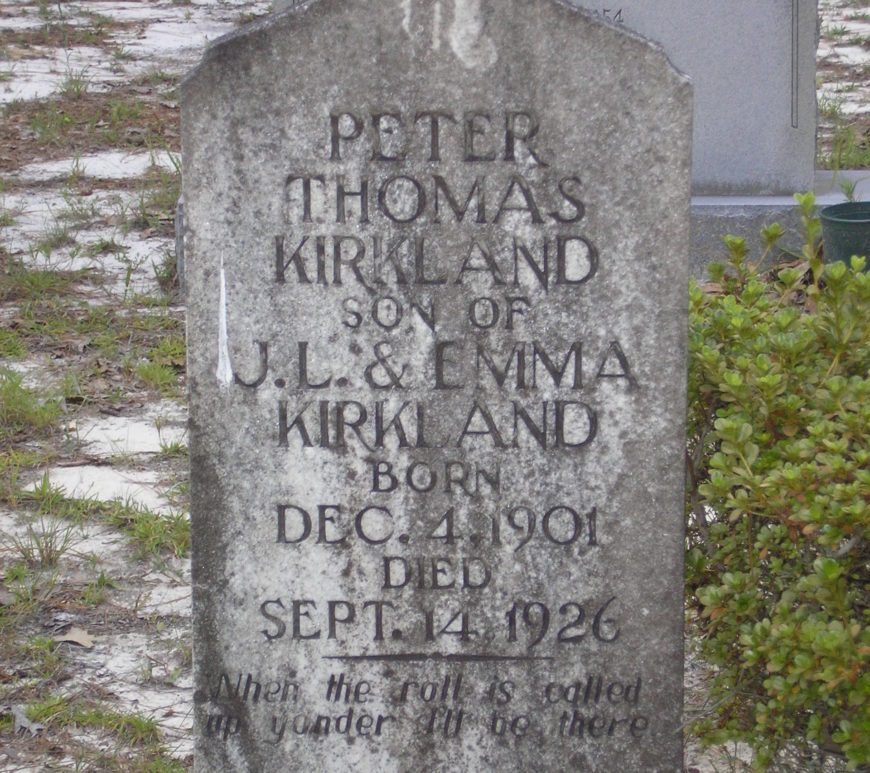 PETER
THOMAS
KIRKLAND
SON OF
J.L. & EMMA
KIRKLAND
BORN
DEC. 4. 1901
DIED
SEPT. 14. 1926
When the roll is called
up yonder I'll be there.